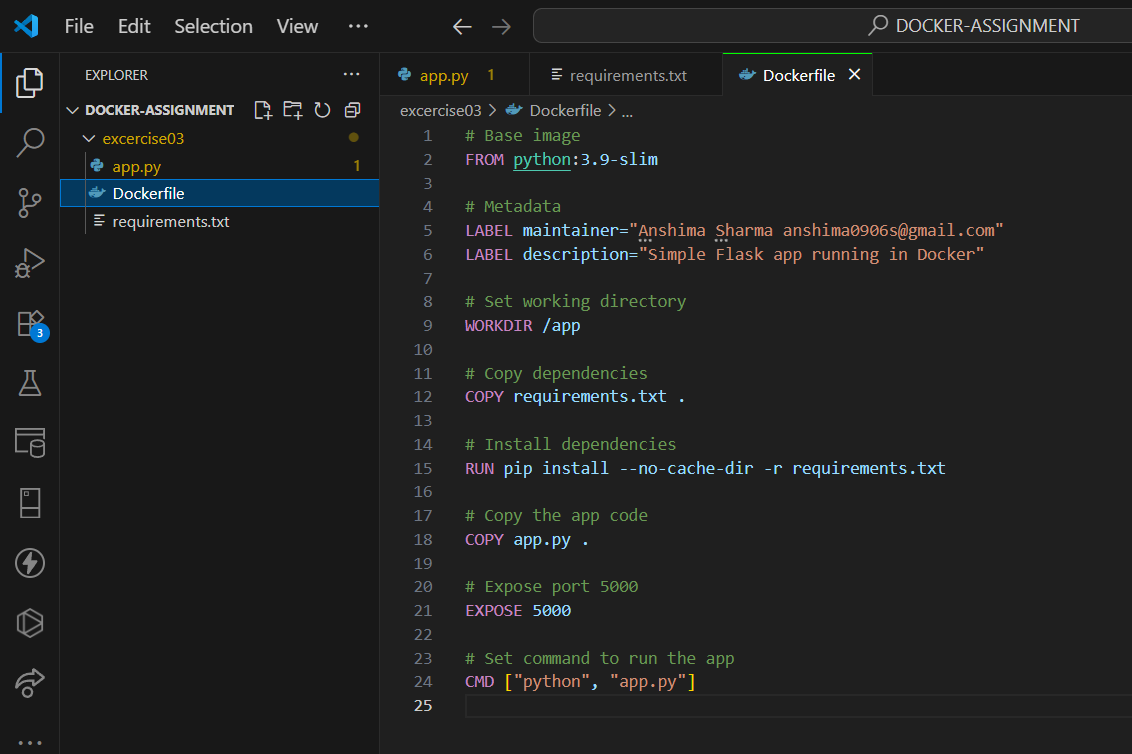 File Edit Selection View ··· DOCKER-ASSIGNMENT
EXPLORER ···
DOCKER-ASSIGNMENT
excercise03
app.py 1
Dockerfile
requirements.txt
3
app.py 1 requirements.txt Dockerfile
excercise03 > Dockerfile > ...
1 # Base image
2 FROM python:3.9-slim
3
4 # Metadata
5 LABEL maintainer="Anshima Sharma anshima0906s@gmail.com"
6 LABEL description="Simple Flask app running in Docker"
7
8 # Set working directory
9 WORKDIR /app
10
11 # Copy dependencies
12 COPY requirements.txt .
13
14 # Install dependencies
15 RUN pip install --no-cache-dir -r requirements.txt
16
17 # Copy the app code
18 COPY app.py .
19
20 # Expose port 5000
21 EXPOSE 5000
22
23 # Set command to run the app
24 CMD ["python", "app.py"]
25